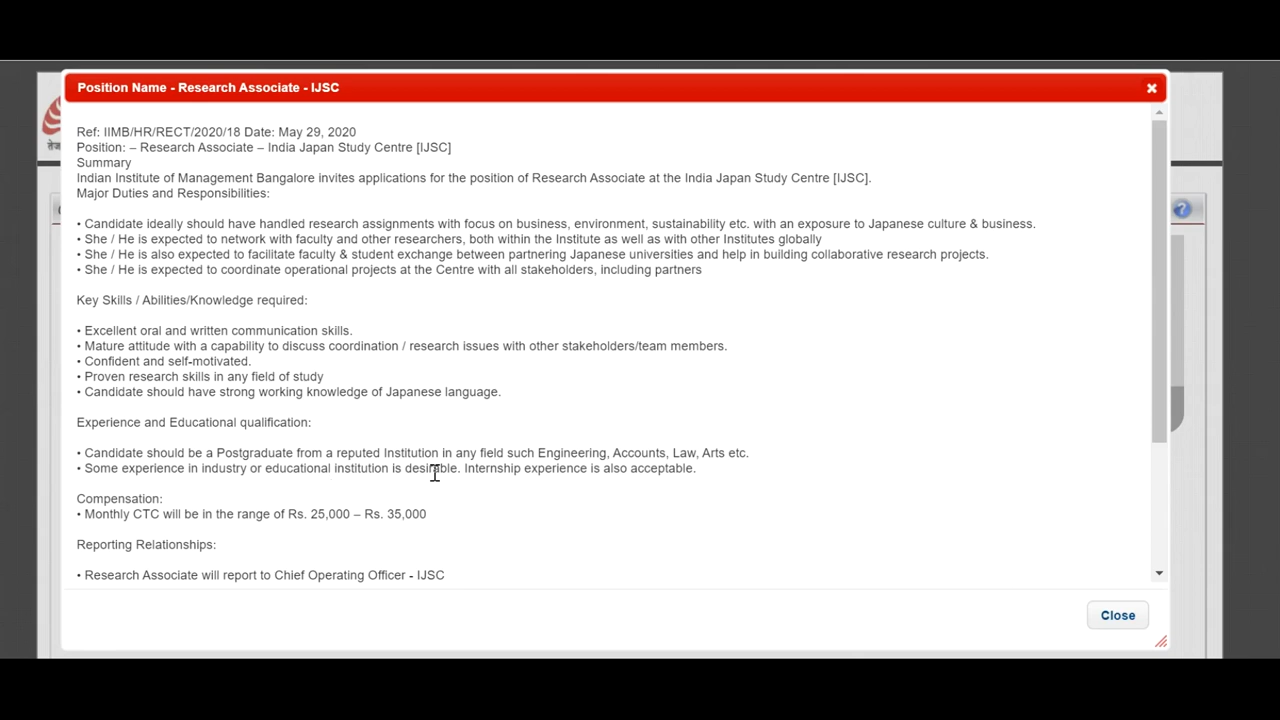 Position Name - Research Associate - IJSC
Ref: IIMB/HR/RECT/2020/18 Date: May 29, 2020
Position: – Research Associate – India Japan Study Centre [IJSC]
Summary
Indian Institute of Management Bangalore invites applications for the position of Research Associate at the India Japan Study Centre [IJSC].
Major Duties and Responsibilities:
• Candidate ideally should have handled research assignments with focus on business, environment, sustainability etc. with an exposure to Japanese culture & business.
• She / He is expected to network with faculty and other researchers, both within the Institute as well as with other Institutes globally
• She / He is also expected to facilitate faculty & student exchange between partnering Japanese universities and help in building collaborative research projects.
• She / He is expected to coordinate operational projects at the Centre with all stakeholders, including partners
Key Skills / Abilities/Knowledge required:
• Excellent oral and written communication skills.
• Mature attitude with a capability to discuss coordination / research issues with other stakeholders/team members.
• Confident and self-motivated.
• Proven research skills in any field of study
• Candidate should have strong working knowledge of Japanese language.
Experience and Educational qualification:
• Candidate should be a Postgraduate from a reputed Institution in any field such Engineering, Accounts, Law, Arts etc.
• Some experience in industry or educational institution is desirable. Internship experience is also acceptable.
Compensation:
• Monthly CTC will be in the range of Rs. 25,000 – Rs. 35,000
Reporting Relationships:
• Research Associate will report to Chief Operating Officer - IJSC
Close